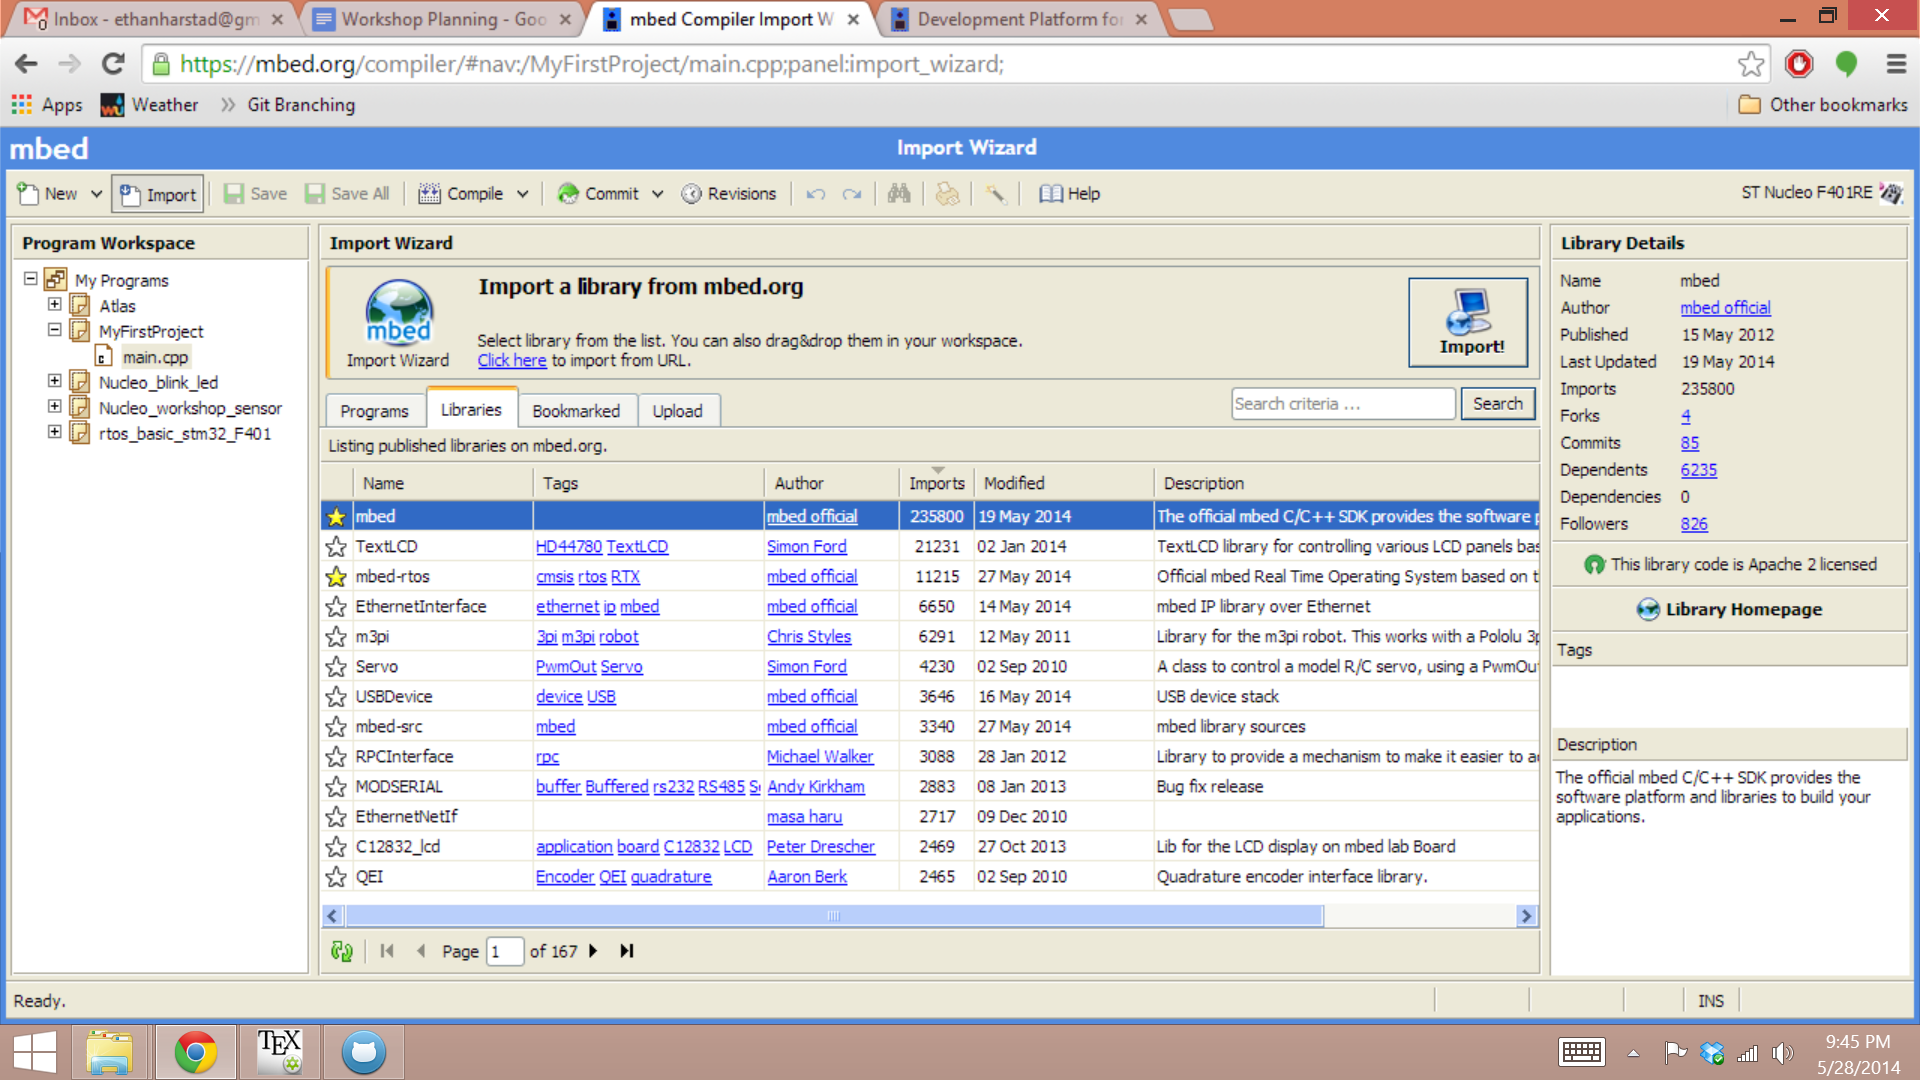 Inbox - ethanharstad@gm
Workshop Planning - Goo
mbed Compiler Import W
Development Platform for
https://mbed.org/compiler/#nav:/MyFirstProject/main.cpp;panel:import_wizard;
Apps Weather Git Branching Other bookmarks
mbed Import Wizard
New Import Save Save All Compile Commit Revisions Help ST Nucleo F401RE
Program Workspace
My Programs
Atlas
MyFirstProject
main.cpp
Nucleo_blink_led
Nucleo_workshop_sensor
rtos_basic_stm32_F401
Import Wizard
mbed
Import Wizard
Import a library from mbed.org
Select library from the list. You can also drag&drop them in your workspace.
Click here to import from URL.
Import!
Programs Libraries Bookmarked Upload Search criteria ... Search
Listing published libraries on mbed.org.
Name Tags Author Imports Modified Description
mbed mbed official 235800 19 May 2014 The official mbed C/C++ SDK provides the software p
TextLCD HD44780 TextLCD Simon Ford 21231 02 Jan 2014 TextLCD library for controlling various LCD panels bas
mbed-rtos cmsis rtos RTX mbed official 11215 27 May 2014 Official mbed Real Time Operating System based on t
EthernetInterface ethernet ip mbed mbed official 6650 14 May 2014 mbed IP library over Ethernet
m3pi 3pi m3pi robot Chris Styles 6291 12 May 2011 Library for the m3pi robot. This works with a Pololu 3p
Servo PwmOut Servo Simon Ford 4230 02 Sep 2010 A class to control a model R/C servo, using a PwmOut
USBDevice device USB mbed official 3646 16 May 2014 USB device stack
mbed-src mbed mbed official 3340 27 May 2014 mbed library sources
RPCInterface rpc Michael Walker 3088 28 Jan 2012 Library to provide a mechanism to make it easier to a
MODSERIAL buffer Buffered rs232 RS485 Se Andy Kirkham 2883 08 Jan 2013 Bug fix release
EthernetNetIf masa haru 2717 09 Dec 2010
C12832_lcd application board C12832 LCD Peter Drescher 2469 27 Oct 2013 Lib for the LCD display on mbed lab Board
QEI Encoder QEI quadrature Aaron Berk 2465 02 Sep 2010 Quadrature encoder interface library.
Page 1 of 167
Library Details
Name mbed
Author mbed official
Published 15 May 2012
Last Updated 19 May 2014
Imports 235800
Forks 4
Commits 85
Dependents 6235
Dependencies 0
Followers 826
This library code is Apache 2 licensed
Library Homepage
Tags
Description
The official mbed C/C++ SDK provides the
software platform and libraries to build your
applications.
Ready. INS
TEX
9:45 PM
5/28/2014